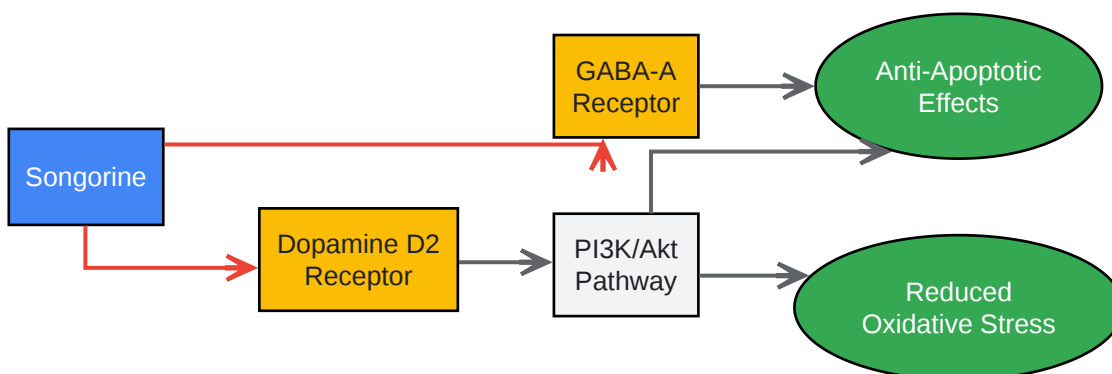 GABA-A
Receptor
Anti-Apoptotic
Effects
Songorine
Dopamine D2
Receptor
PI3K/Akt
Pathway
Reduced
Oxidative Stress